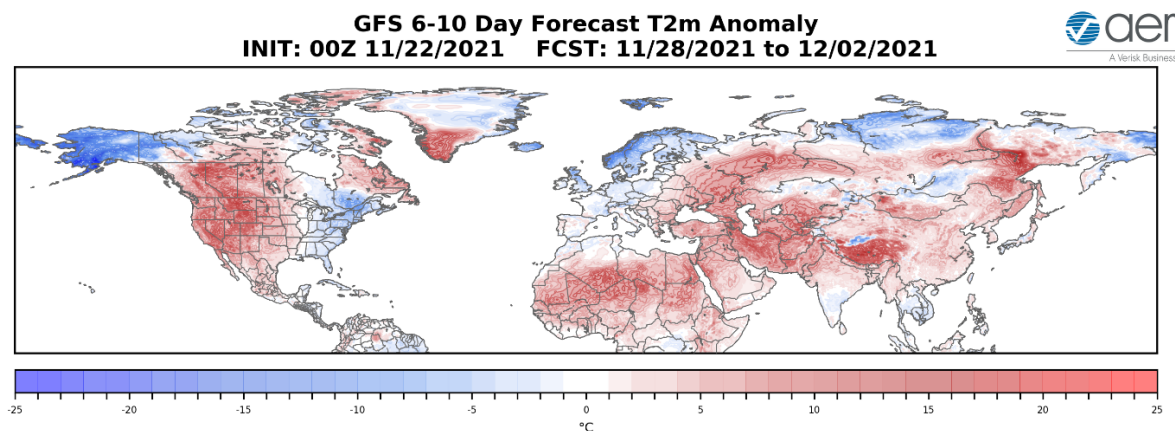 GFS 6-10 Day Forecast T2m Anomaly
INIT: 00Z 11/22/2021 FCST: 11/28/2021 to 12/02/2021
aer
A Verisk Business
-25 -20 -15 -10 -5 0 5 10 15 20 25
°C